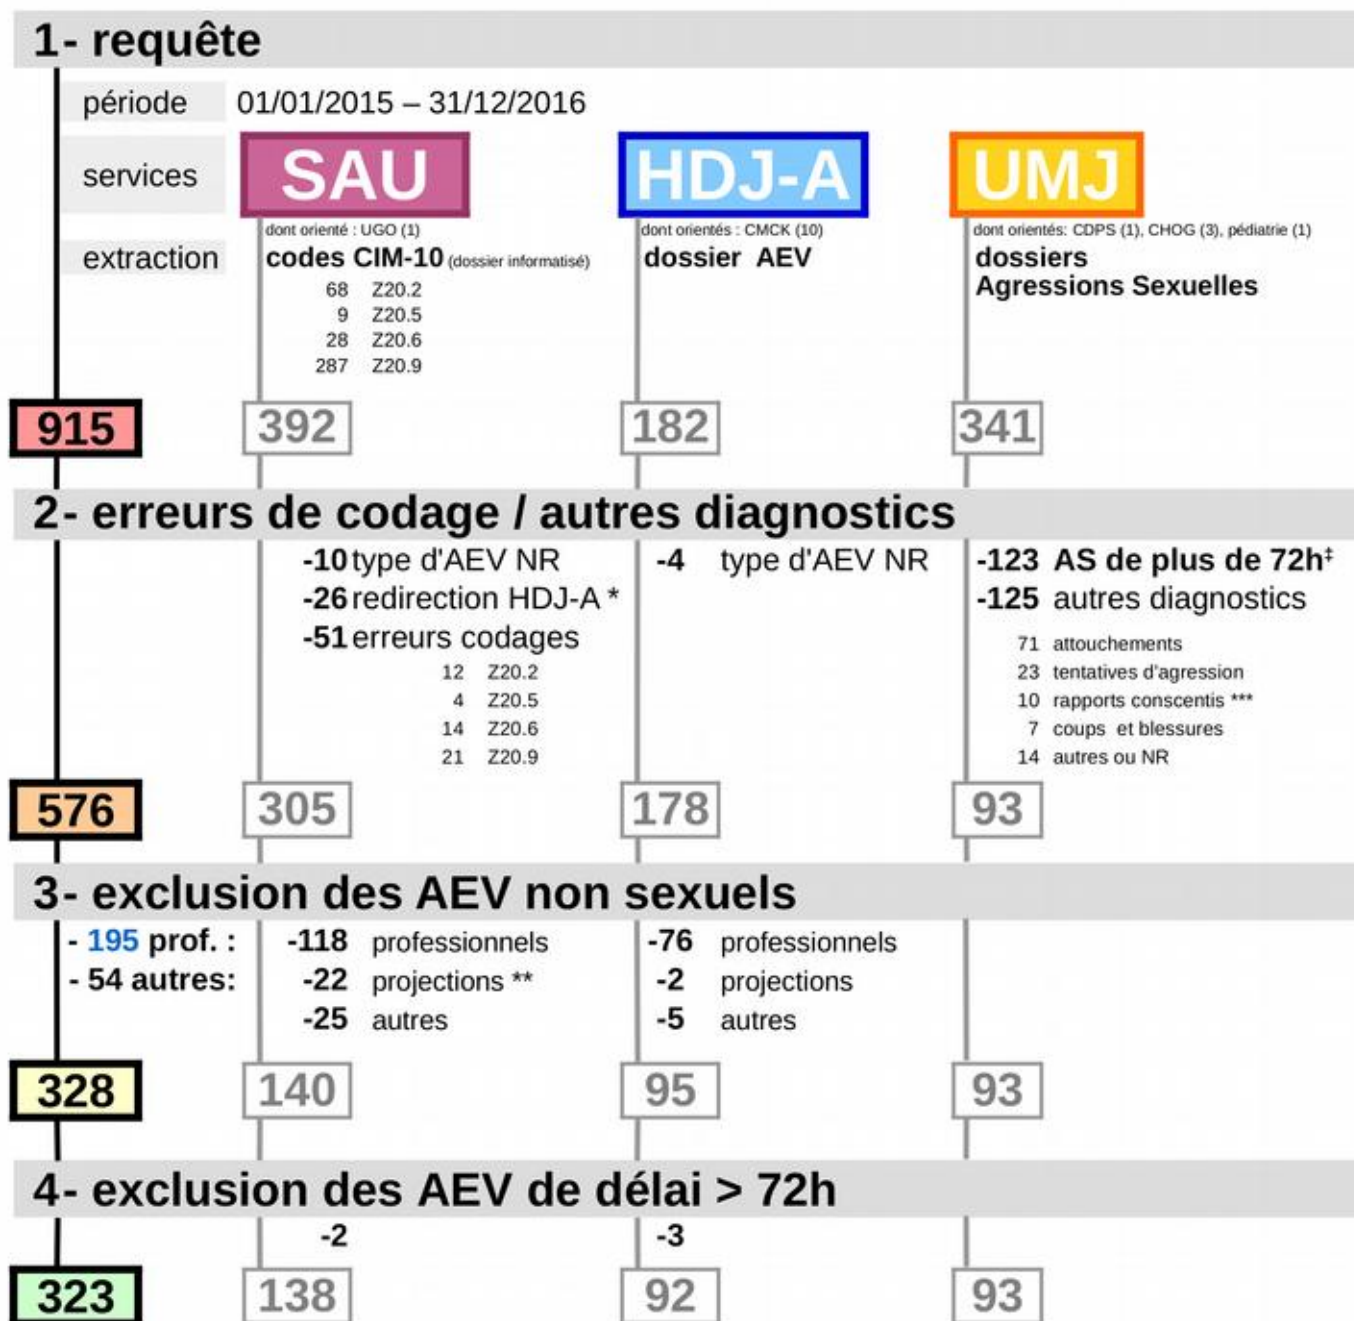 1- requête
période 01/01/2015 – 31/12/2016
services SAU HDJ-A UMJ
dont orienté : UGO (1) dont orientés : CMCK (10) dont orientés: CDPS (1), CHOG (3), pédiatrie (1)
extraction codes CIM-10 (dossier informatisé) dossier AEV dossiers
Agressions Sexuelles
68 Z20.2
9 Z20.5
28 Z20.6
287 Z20.9
915 392 182 341
2- erreurs de codage / autres diagnostics
-10 type d'AEV NR -4 type d'AEV NR -123 AS de plus de 72h‡
-26 redirection HDJ-A * -125 autres diagnostics
-51 erreurs codages 71 attouchements
12 Z20.2 23 tentatives d'agression
4 Z20.5 10 rapports conscentis ***
14 Z20.6 7 coups et blessures
21 Z20.9 14 autres ou NR
576 305 178 93
3- exclusion des AEV non sexuels
- 195 prof. : -118 professionnels -76 professionnels
- 54 autres: -22 projections ** -2 projections
-25 autres -5 autres
328 140 95 93
4- exclusion des AEV de délai > 72h
-2 -3
323 138 92 93